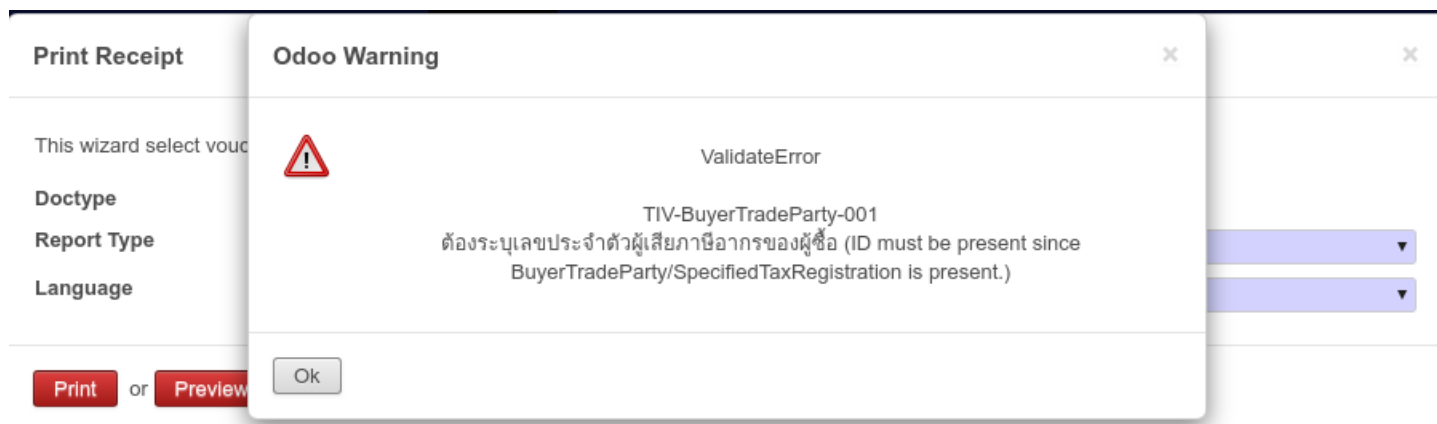 Print Receipt
Odoo Warning
×
×
This wizard select vouc
ValidateError
Doctype
TIV-BuyerTradeParty-001
Report Type
ต้องระบุเลขประจำตัวผู้เสียภาษีอากรของผู้ซื้อ (ID must be present since
BuyerTradeParty/SpecifiedTaxRegistration is present.)
Language
Print or Preview
Ok